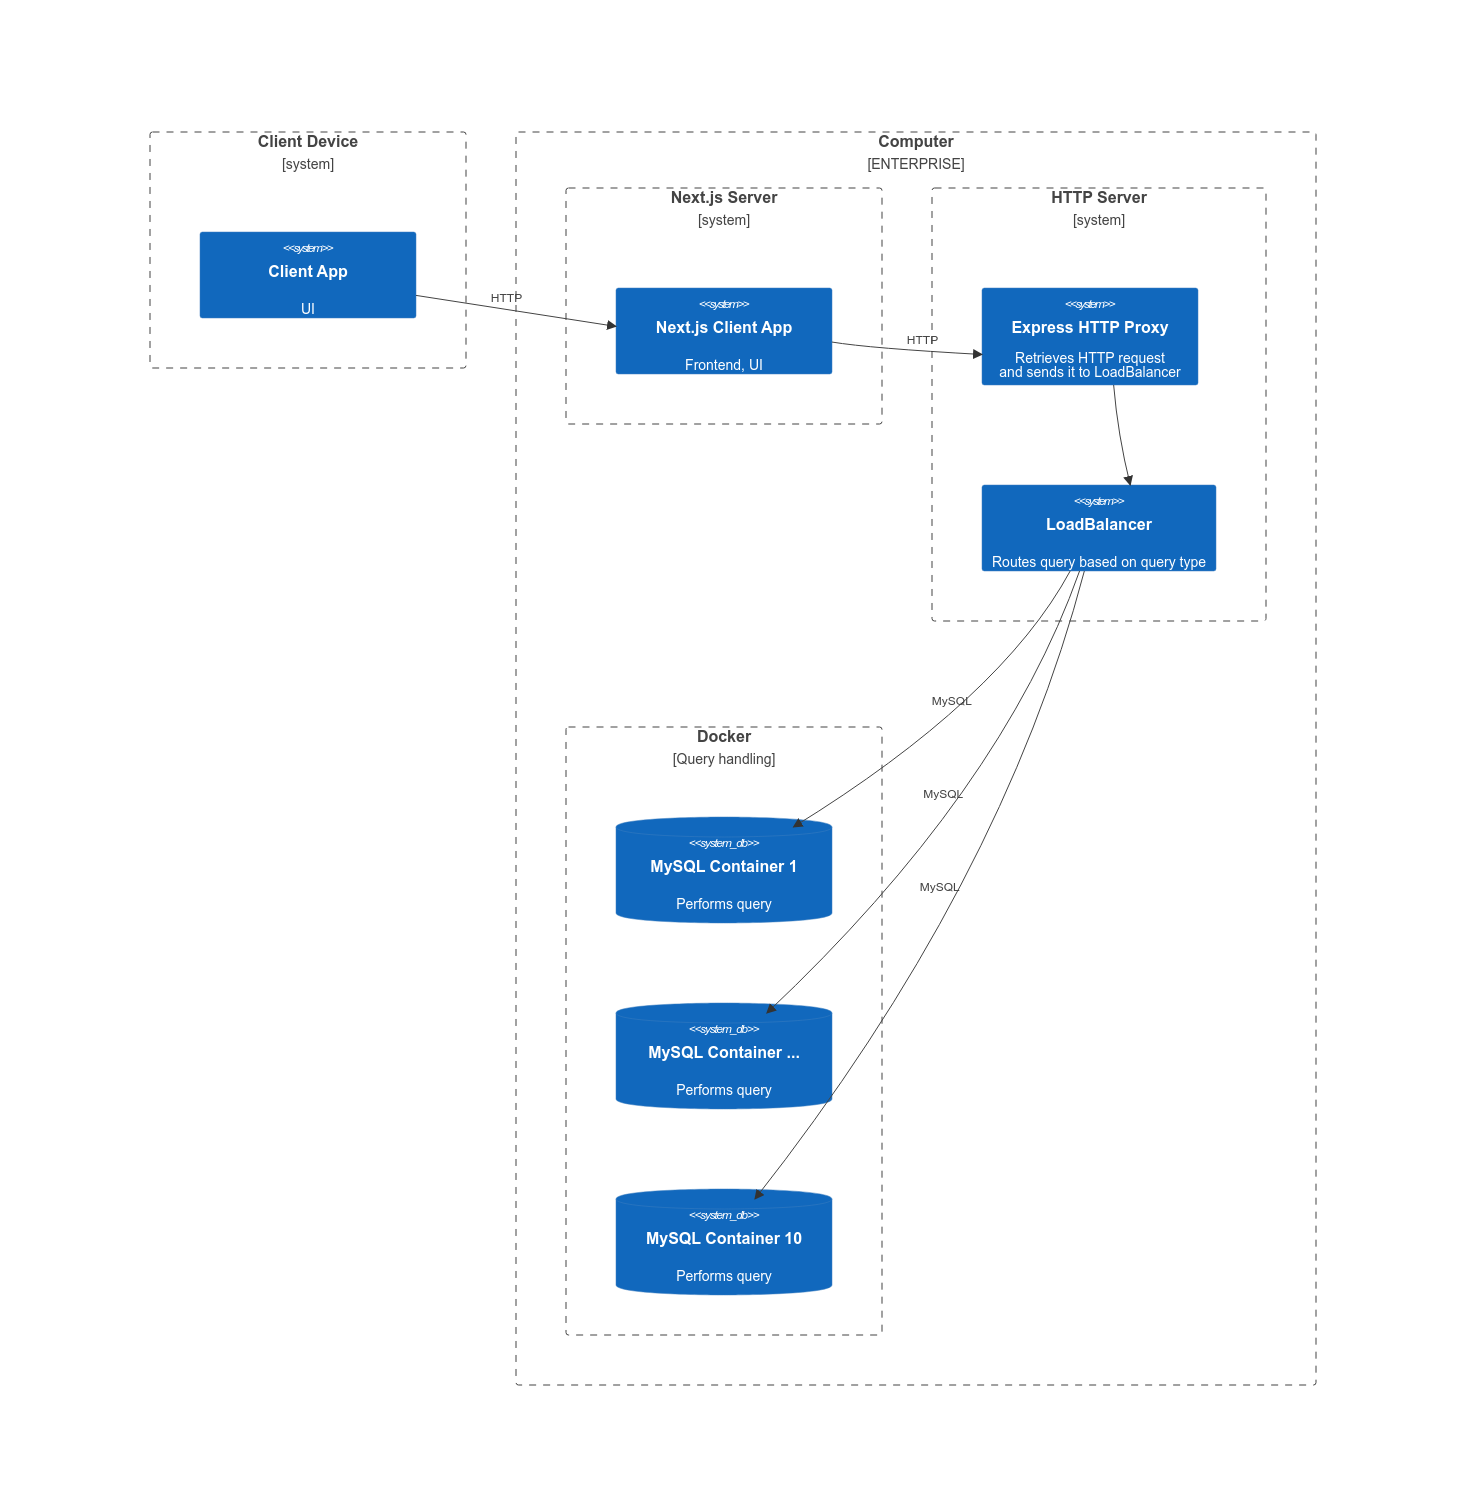 Client Device
[system]
<<system>>
Client App
UI
HTTP
Computer
[ENTERPRISE]
Next.js Server
[system]
<<system>>
Next.js Client App
Frontend, UI
HTTP
HTTP Server
[system]
<<system>>
Express HTTP Proxy
Retrieves HTTP request
and sends it to LoadBalancer
<<system>>
LoadBalancer
Routes query based on query type
MySQL
MySQL
MySQL
Docker
[Query handling]
<<system_db>>
MySQL Container 1
Performs query
<<system_db>>
MySQL Container ...
Performs query
<<system_db>>
MySQL Container 10
Performs query